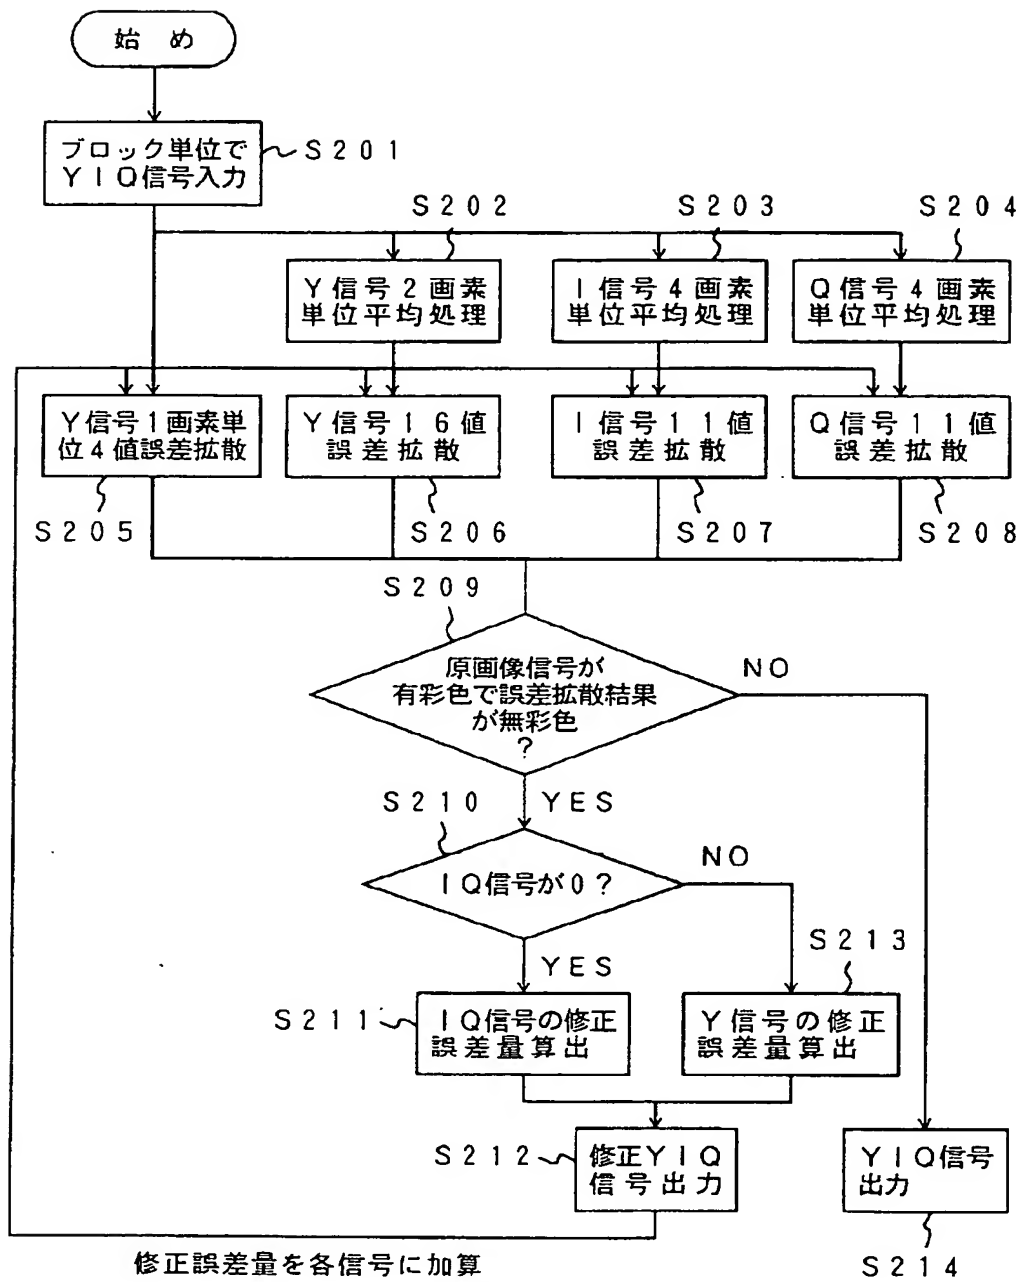 始 め
ブロック単位で
YIQ信号入力
S201
S202
S203
S204
Y信号2画素
単位平均処理
I信号4画素
単位平均処理
Q信号4画素
単位平均処理
Y信号1画素単
位4値誤差拡散
Y信号16値
誤差拡散
I信号11値
誤差拡散
Q信号11値
誤差拡散
S205
S206
S207
S208
S209
原画像信号が
有彩色で誤差拡散結果
が無彩色
?
NO
YES
S210
IQ信号が0?
NO
YES
S213
S211
IQ信号の修正
誤差量算出
Y信号の修正
誤差量算出
S212
修正YIQ
信号出力
YIQ信号
出力
修正誤差量を各信号に加算
S214